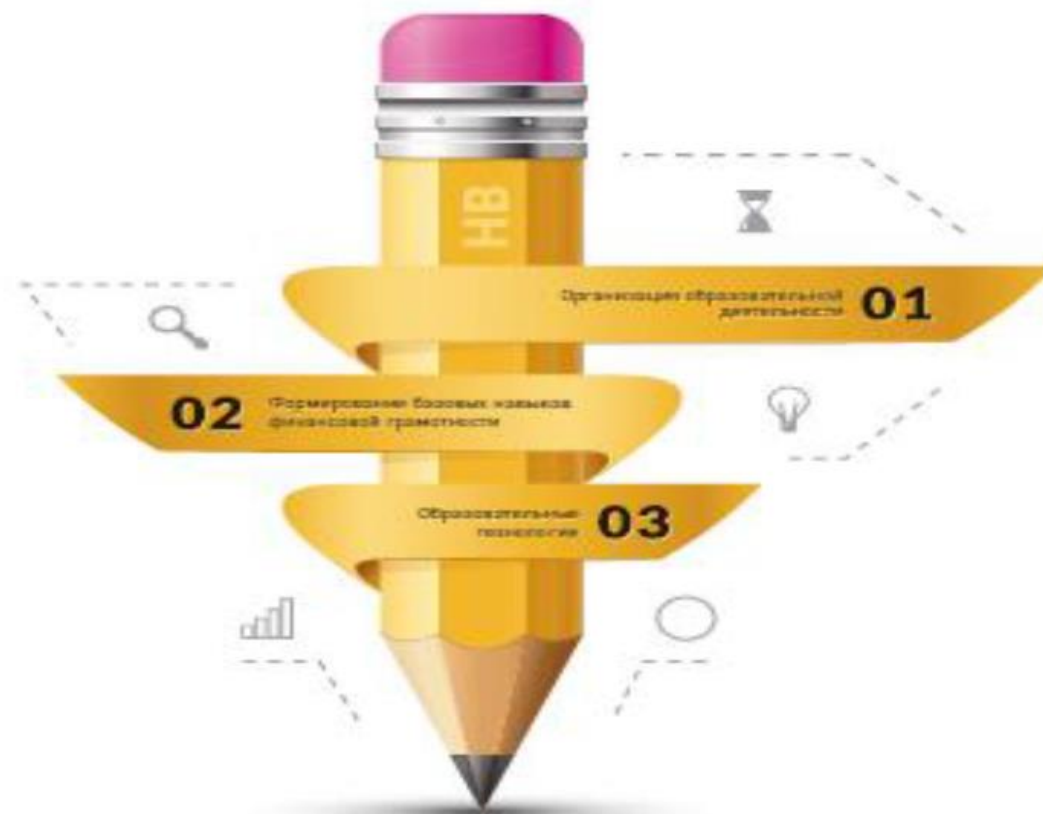 HB
Организация образовательной
деятельности
01
02
Формирование базовых навыков
финансовой грамотности
Образовательные
технологии
03